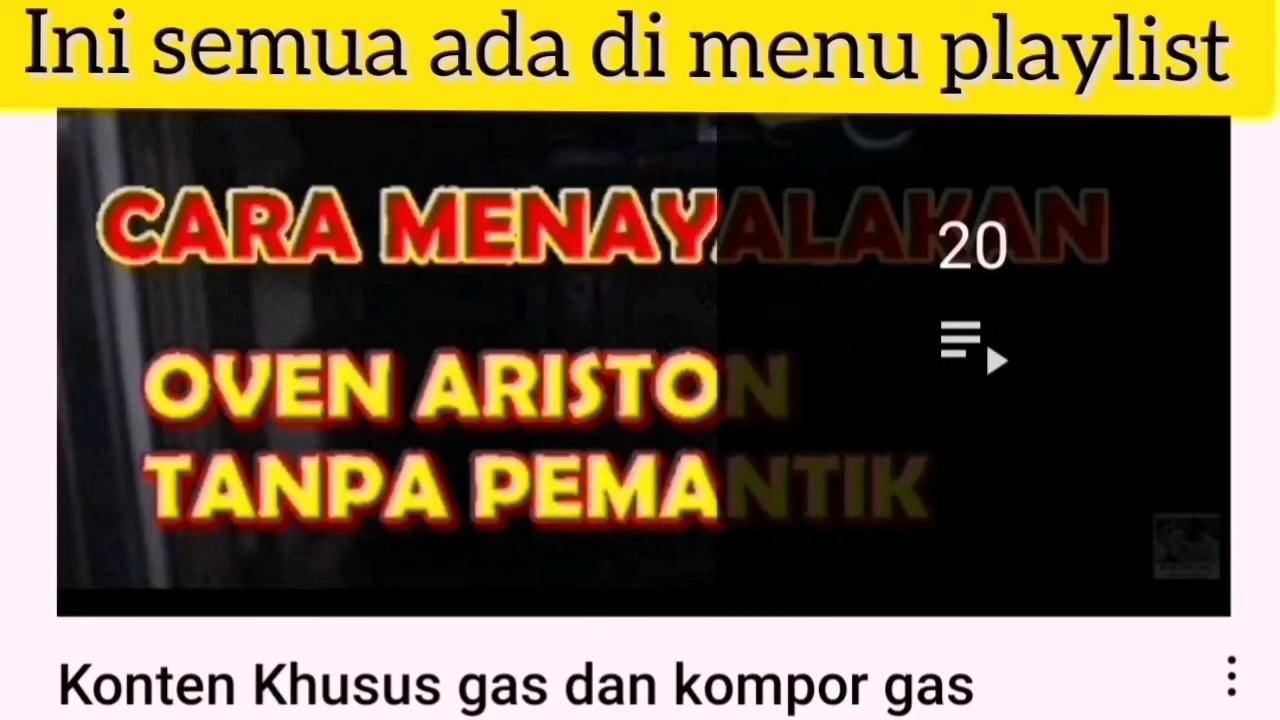 Ini semua ada di menu playlist
CARA MENAYALAKAN
20
OVEN ARISTON
TANPA PEMANTIK
Konten Khusus gas dan kompor gas